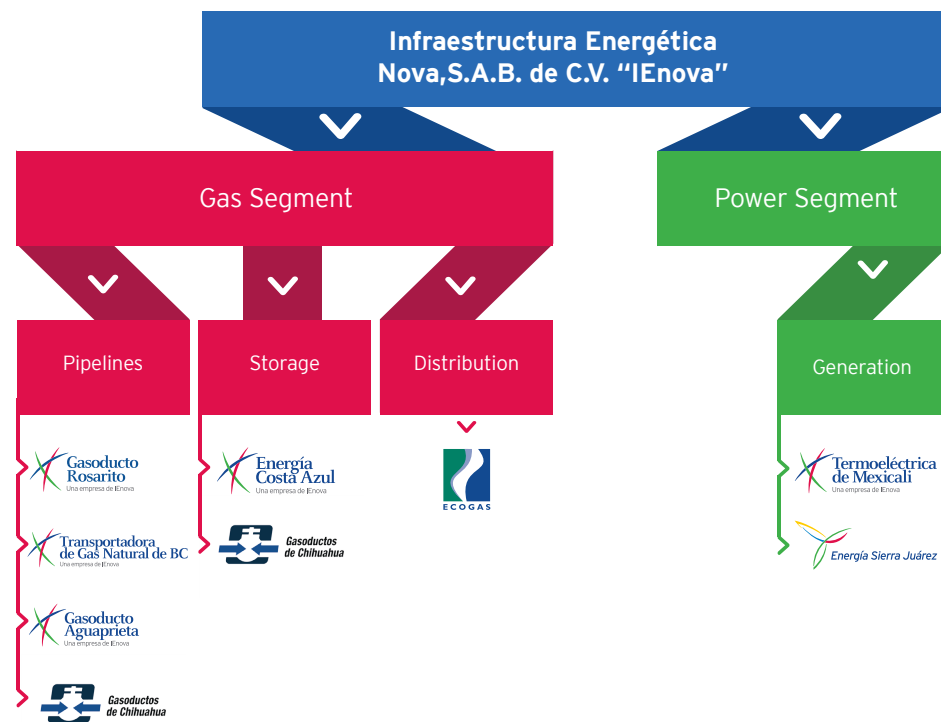 Infraestructura Energética
Nova,S.A.B. de C.V. “IEnova”
Gas Segment
Power Segment
Pipelines
Storage
Distribution
Generation
Gasoducto
Rosarito
Una empresa de IEnova
Transportadora
de Gas Natural de BC
Una empresa de IEnova
Gasoducto
Aguaprieta
Una empresa de IEnova
Gasoductos
de Chihuahua
Energía
Costa Azul
Una empresa de IEnova
Gasoductos
de Chihuahua
ECOGAS
Termoeléctrica
de Mexicali
Una empresa de IEnova
Energía Sierra Juárez